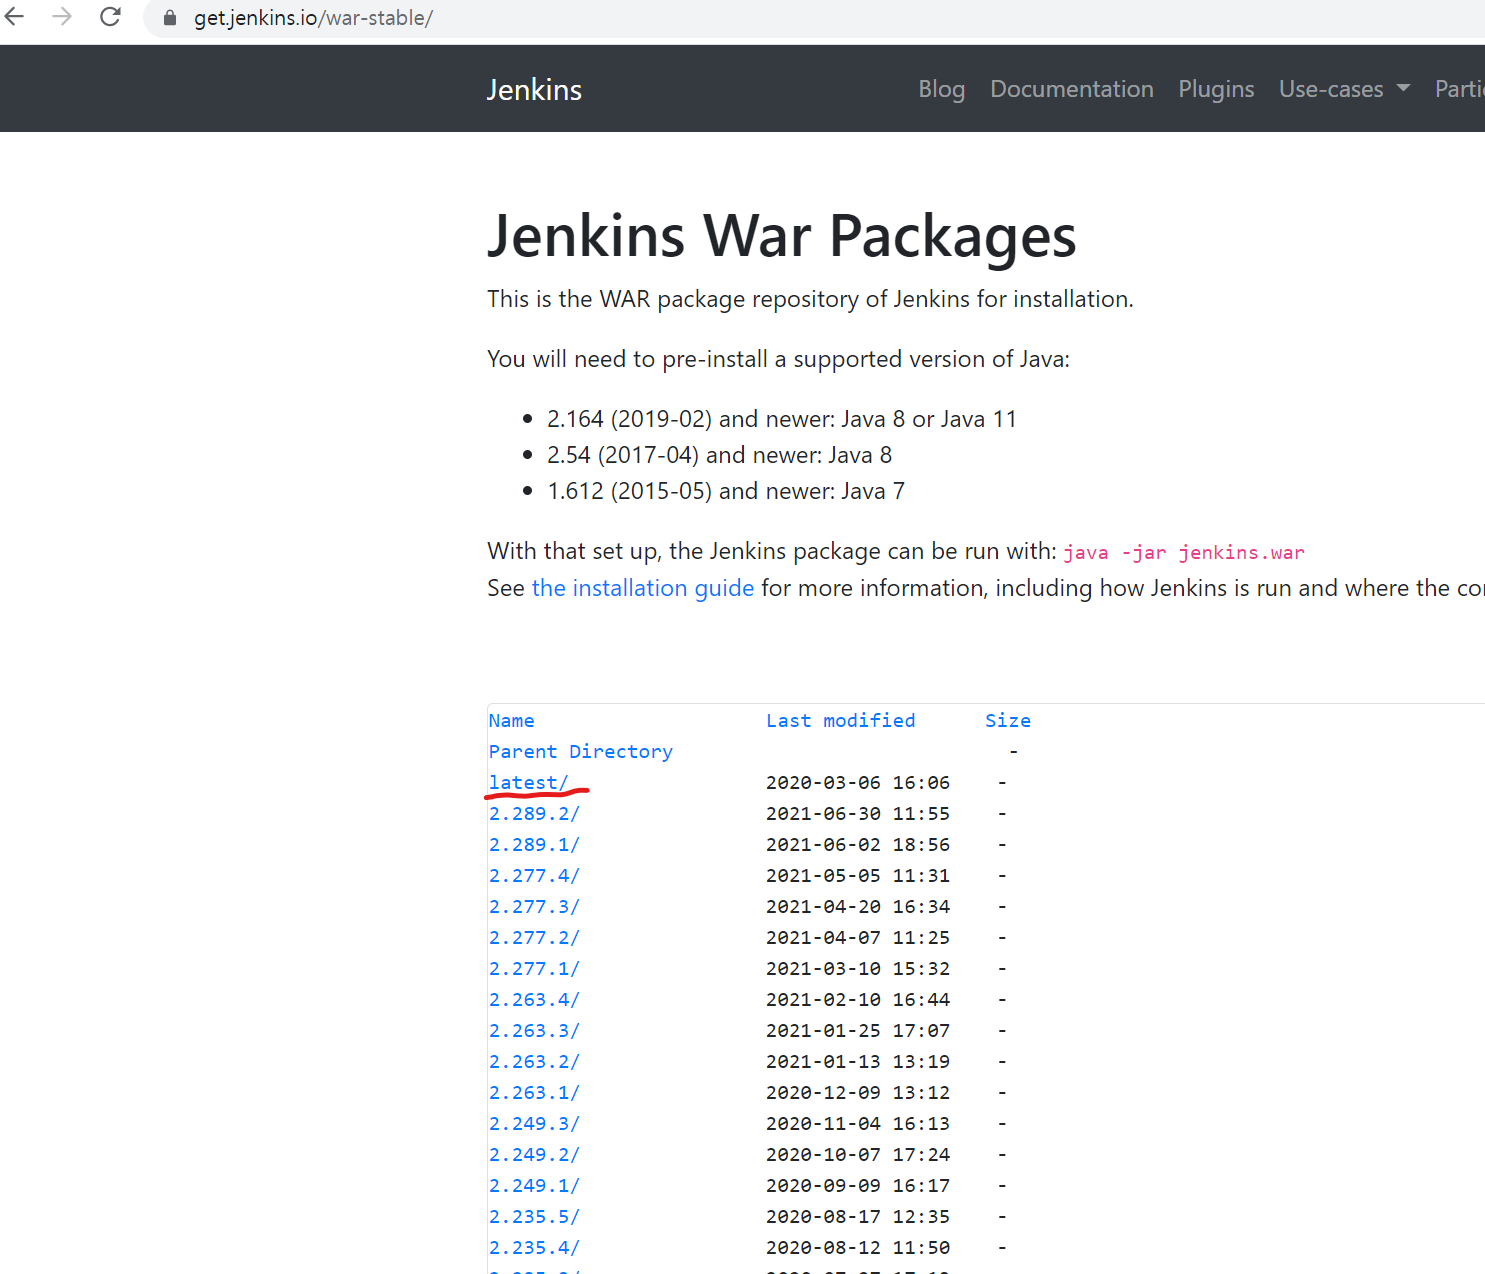 get.jenkins.io/war-stable/
Jenkins Blog Documentation Plugins Use-cases
Jenkins War Packages
This is the WAR package repository of Jenkins for installation.
You will need to pre-install a supported version of Java:
2.164 (2019-02) and newer: Java 8 or Java 11
2.54 (2017-04) and newer: Java 8
1.612 (2015-05) and newer: Java 7
With that set up, the Jenkins package can be run with: java -jar jenkins.war
See the installation guide for more information, including how Jenkins is run and where the
Name Last modified Size
Parent Directory -
latest/ 2020-03-06 16:06 -
2.289.2/ 2021-06-30 11:55 -
2.289.1/ 2021-06-02 18:56 -
2.277.4/ 2021-05-05 11:31 -
2.277.3/ 2021-04-20 16:34 -
2.277.2/ 2021-04-07 11:25 -
2.277.1/ 2021-03-10 15:32 -
2.263.4/ 2021-02-10 16:44 -
2.263.3/ 2021-01-25 17:07 -
2.263.2/ 2021-01-13 13:19 -
2.263.1/ 2020-12-09 13:12 -
2.249.3/ 2020-11-04 16:13 -
2.249.2/ 2020-10-07 17:24 -
2.249.1/ 2020-09-09 16:17 -
2.235.5/ 2020-08-17 12:35 -
2.235.4/ 2020-08-12 11:50 -